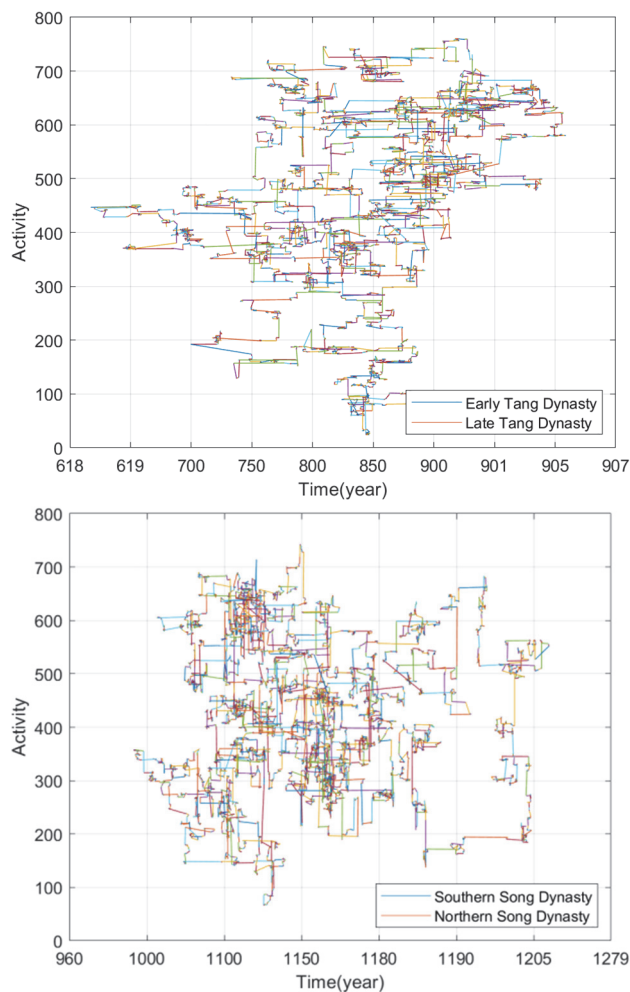 800
700
600
500
400
300
200
100
0
Activity
Early Tang Dynasty
Late Tang Dynasty
618 619 700 750 800 850 900 901 905 907
Time(year)
800
700
600
500
400
300
200
100
0
Activity
Southern Song Dynasty
Northern Song Dynasty
960 1000 1100 1150 1180 1190 1205 1279
Time(year)